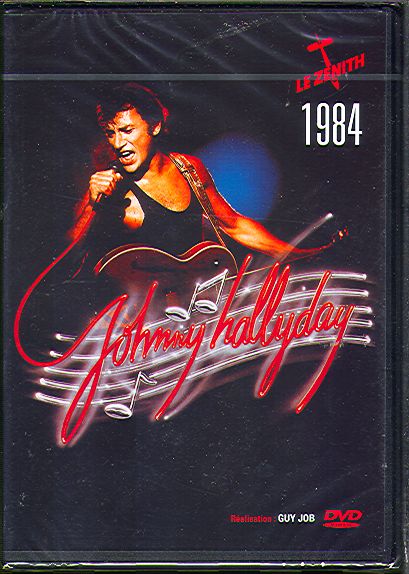 LE ZENITH
1984
Johnny hallyday
Réalisation : GUY JOB
DVD